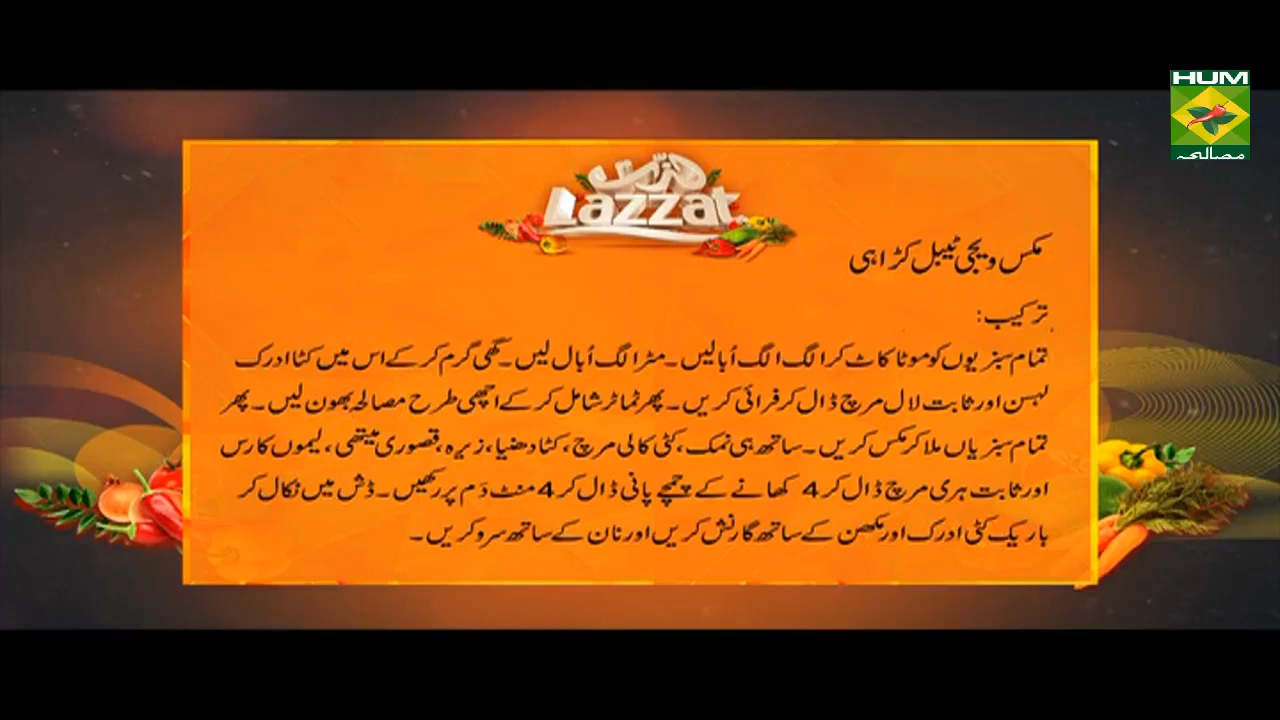 HUM
مصالحہ
لذّت
Lazzat
مکس ویجی ٹیبل کڑاہی
ترکیب:
تمام سبزیوں کو موٹا کاٹ کر الگ الگ اُبالیں۔ مٹر الگ اُبال لیں۔ گھی گرم کر کے اس میں کٹا ادرک
لہسن اور ثابت لال مرچ ڈال کر فرائی کریں۔ پھر ٹماٹر شامل کر کے اچھی طرح مصالحہ بھون لیں۔ پھر
تمام سبزیاں ملا کر مکس کریں۔ ساتھ ہی نمک، کٹی کالی مرچ، کٹا دھنیا، زیرہ، قصوری میتھی، لیموں کا رس
اور ثابت ہری مرچ ڈال کر 4 کھانے کے چمچے پانی ڈال کر 4 منٹ دَم پر رکھیں۔ ڈش میں نکال کر
باریک کٹی ادرک اور مکھن کے ساتھ گارنش کریں اور نان کے ساتھ سرو کریں۔